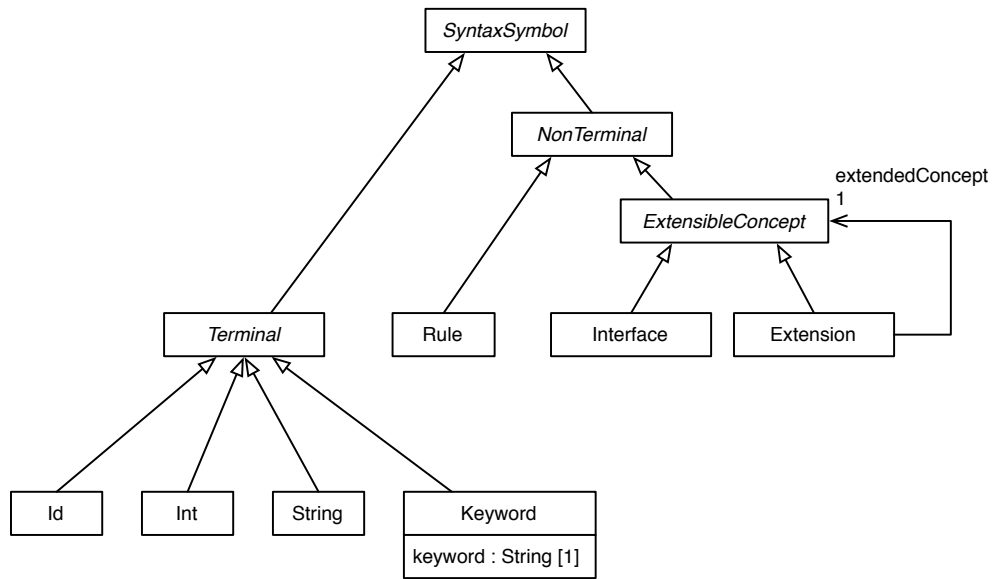 SyntaxSymbol
NonTerminal
extendedConcept
1
ExtensibleConcept
Terminal
Rule
Interface
Extension
Id
Int
String
Keyword
keyword : String [1]